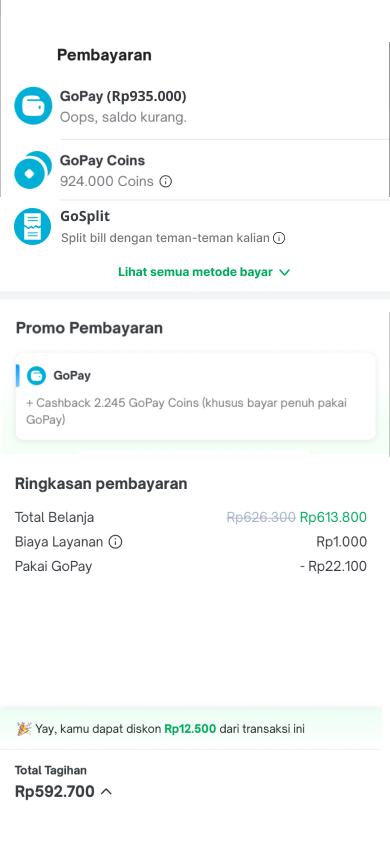 Pembayaran
GoPay (Rp935.000)
Oops, saldo kurang.
GoPay Coins
924.000 Coins
GoSplit
Split bill dengan teman-teman kalian
Lihat semua metode bayar
Promo Pembayaran
GoPay
+ Cashback 2.245 GoPay Coins (khusus bayar penuh pakai
GoPay)
Ringkasan pembayaran
Total Belanja Rp626.300 Rp613.800
Biaya Layanan Rp1.000
Pakai GoPay - Rp22.100
Yay, kamu dapat diskon Rp12.500 dari transaksi ini
Total Tagihan
Rp592.700